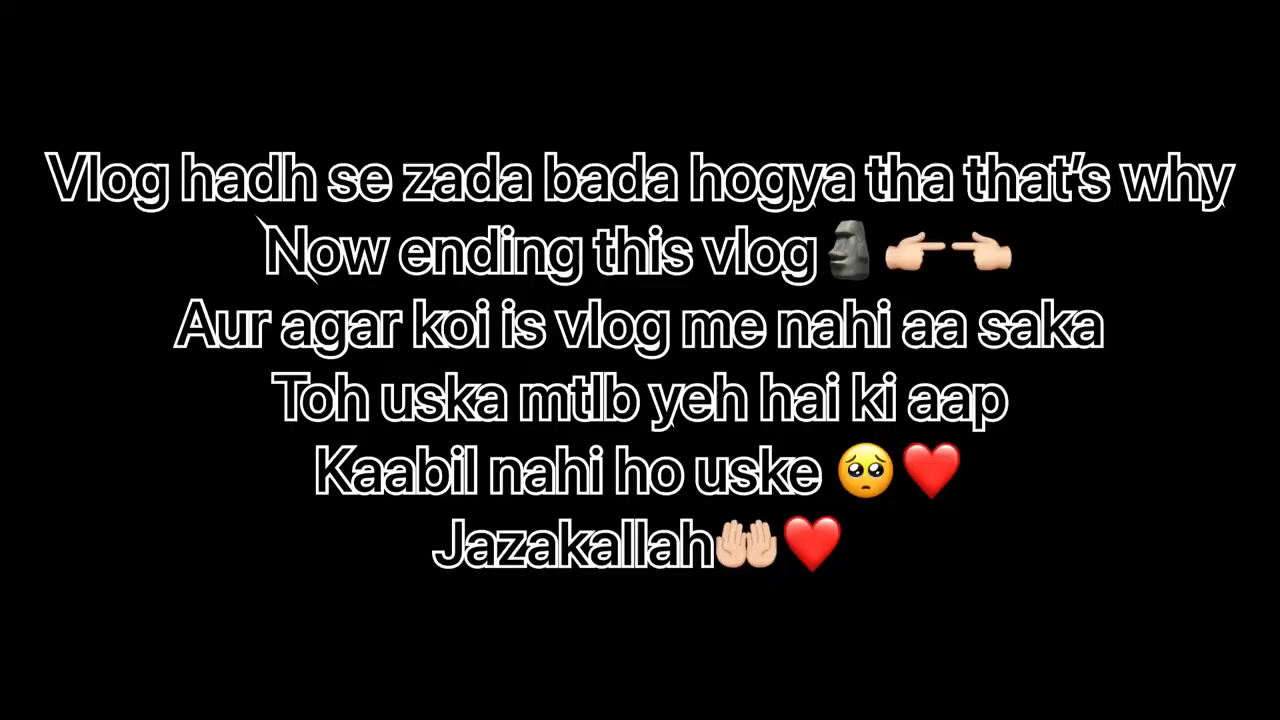 Vlog hadh se zada bada hogya tha that's why
Now ending this vlog🗿👉🏻👈🏻
Aur agar koi is vlog me nahi aa saka
Toh uska mtlb yeh hai ki aap
Kaabil nahi ho uske 🥺❤️
Jazakallah🤲🏻❤️